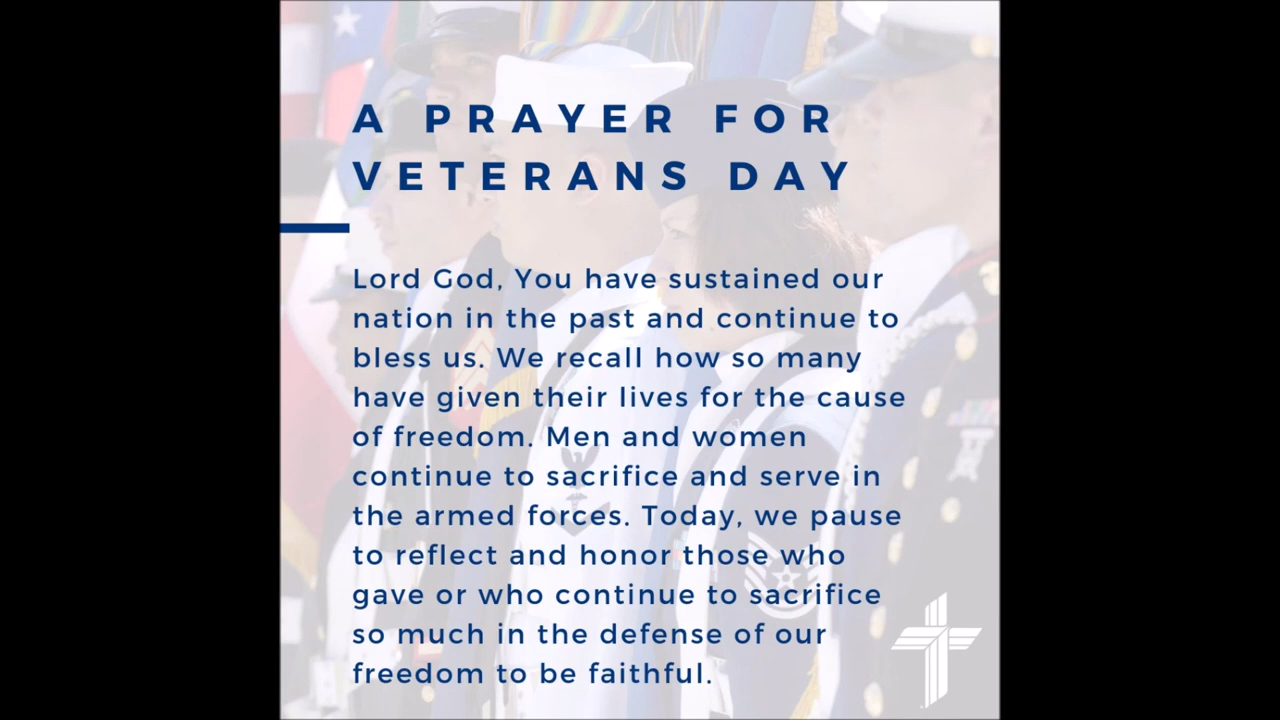 A PRAYER FOR
VETERANS DAY
Lord God, You have sustained our
nation in the past and continue to
bless us. We recall how so many
have given their lives for the cause
of freedom. Men and women
continue to sacrifice and serve in
the armed forces. Today, we pause
to reflect and honor those who
gave or who continue to sacrifice
so much in the defense of our
freedom to be faithful.